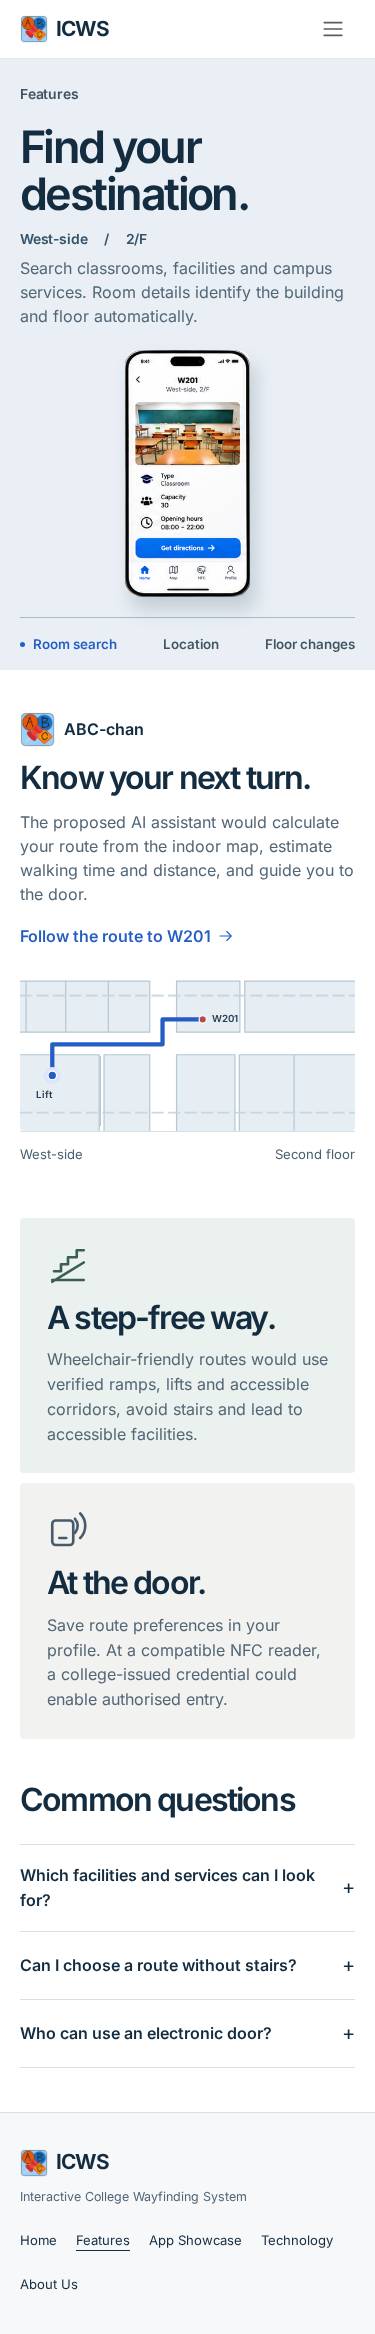 ICWS
Features
Find your
destination.
West-side / 2/F
Search classrooms, facilities and campus
services. Room details identify the building
and floor automatically.
9:41
W201
West-side, 2/F
Type
Classroom
Capacity
30
Opening hours
08:00 – 22:00
Get directions →
Home Map NFC Profile
Room search Location Floor changes
ABC-chan
Know your next turn.
The proposed AI assistant would calculate
your route from the indoor map, estimate
walking time and distance, and guide you to
the door.
Follow the route to W201 →
W201
Lift
West-side Second floor
A step-free way.
Wheelchair-friendly routes would use
verified ramps, lifts and accessible
corridors, avoid stairs and lead to
accessible facilities.
At the door.
Save route preferences in your
profile. At a compatible NFC reader,
a college-issued credential could
enable authorised entry.
Common questions
Which facilities and services can I look
for? +
Can I choose a route without stairs? +
Who can use an electronic door? +
ICWS
Interactive College Wayfinding System
Home Features App Showcase Technology
About Us